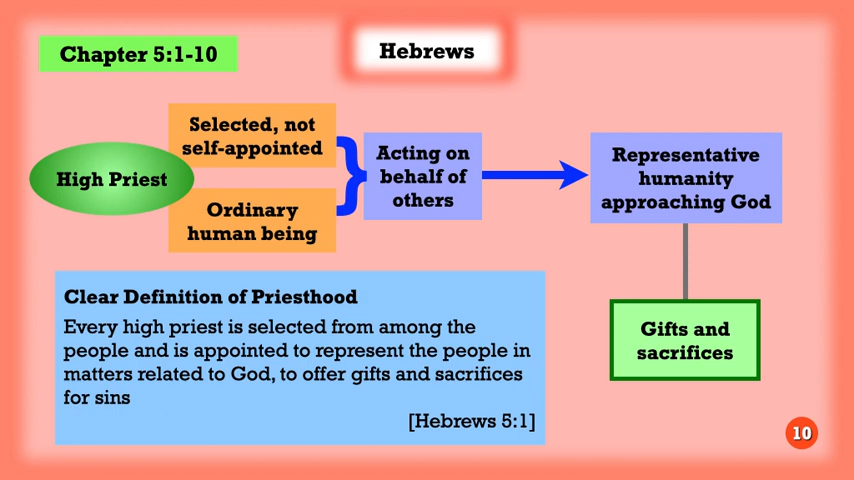 Chapter 5:1-10
Hebrews
High Priest
Selected, not
self-appointed
Ordinary
human being
Acting on
behalf of
others
Representative
humanity
approaching God
Gifts and
sacrifices
Clear Definition of Priesthood
Every high priest is selected from among the
people and is appointed to represent the people in
matters related to God, to offer gifts and sacrifices
for sins
[Hebrews 5:1]
10